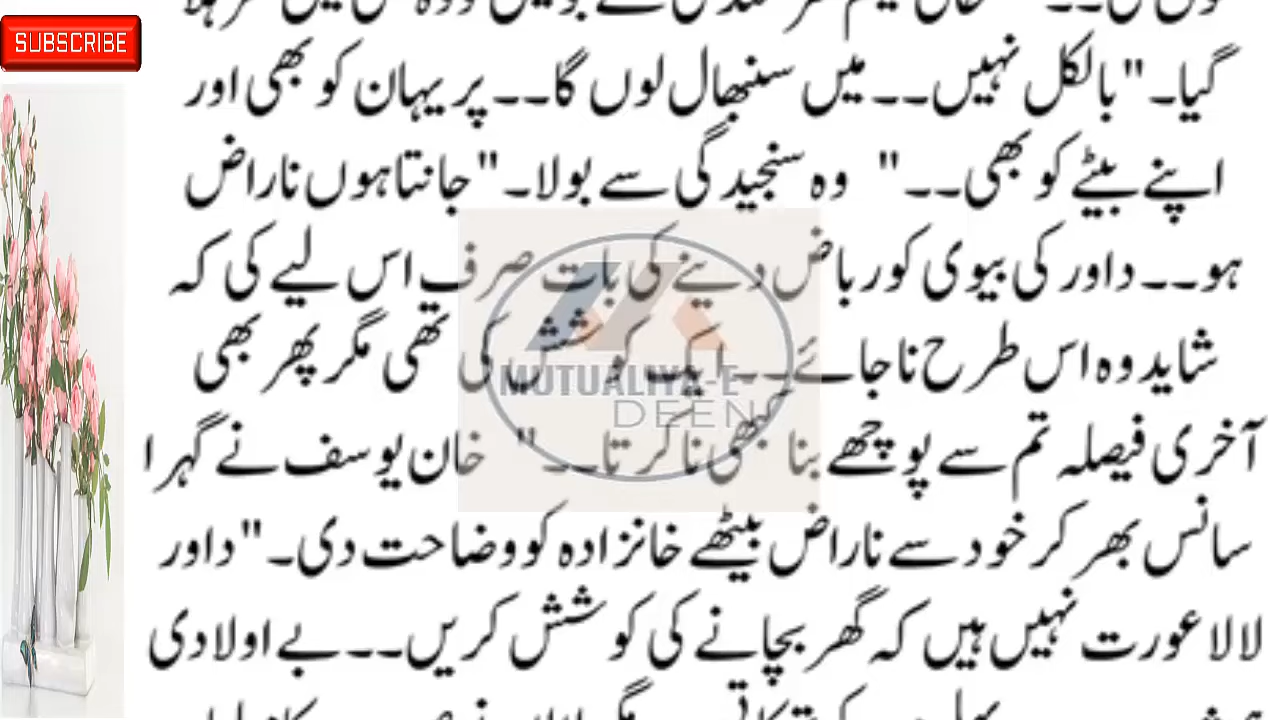 SUBSCRIBE
گیا۔" بالکل نہیں۔۔ میں سنبھال لوں گا۔۔ پر یہان کو بھی اور
اپنے بیٹے کو بھی۔۔" وہ سنجیدگی سے بولا۔" جانتا ہوں ناراض
ہو۔۔ داور کی بیوی کو رباض دینے کی بات صرف اس لیے کی کہ
شاید وہ اس طرح نا جائے۔۔ ایک کوشش کی تھی مگر پھر بھی
آخری فیصلہ تم سے پوچھے بنا کبھی نا کرتا۔۔" خان یوسف نے گہرا
سانس بھر کر خود سے ناراض بیٹھے خانزادہ کو وضاحت دی۔" داور
لالا عورت نہیں ہیں کہ گھر بچانے کی کوشش کریں۔۔ بے اولادی
MUTUALIYA-E
DEEN